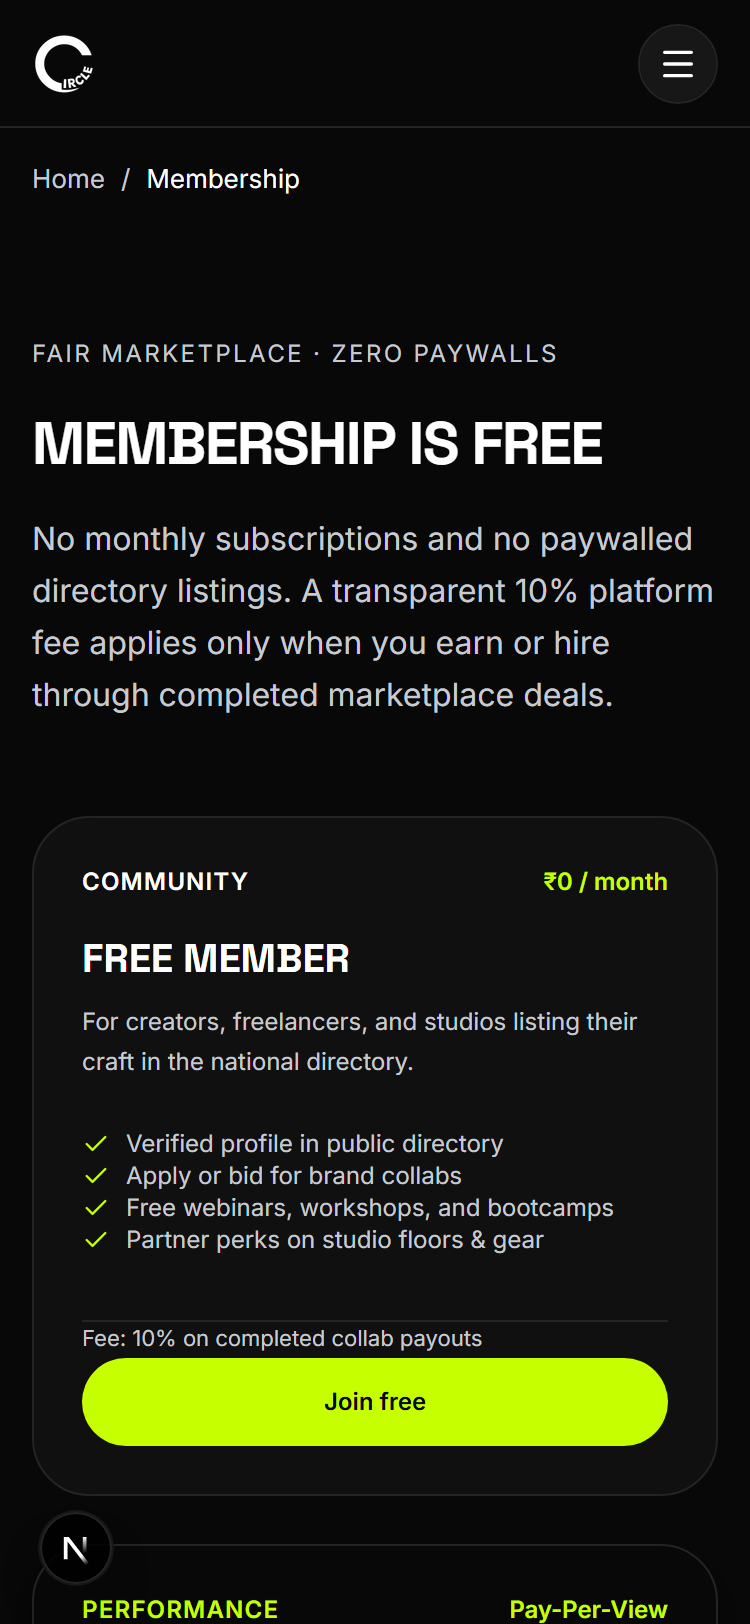 CIRCLE
Home / Membership
FAIR MARKETPLACE · ZERO PAYWALLS
MEMBERSHIP IS FREE
No monthly subscriptions and no paywalled
directory listings. A transparent 10% platform
fee applies only when you earn or hire
through completed marketplace deals.
COMMUNITY ₹0 / month
FREE MEMBER
For creators, freelancers, and studios listing their
craft in the national directory.
Verified profile in public directory
Apply or bid for brand collabs
Free webinars, workshops, and bootcamps
Partner perks on studio floors & gear
Fee: 10% on completed collab payouts
Join free
N
PERFORMANCE Pay-Per-View